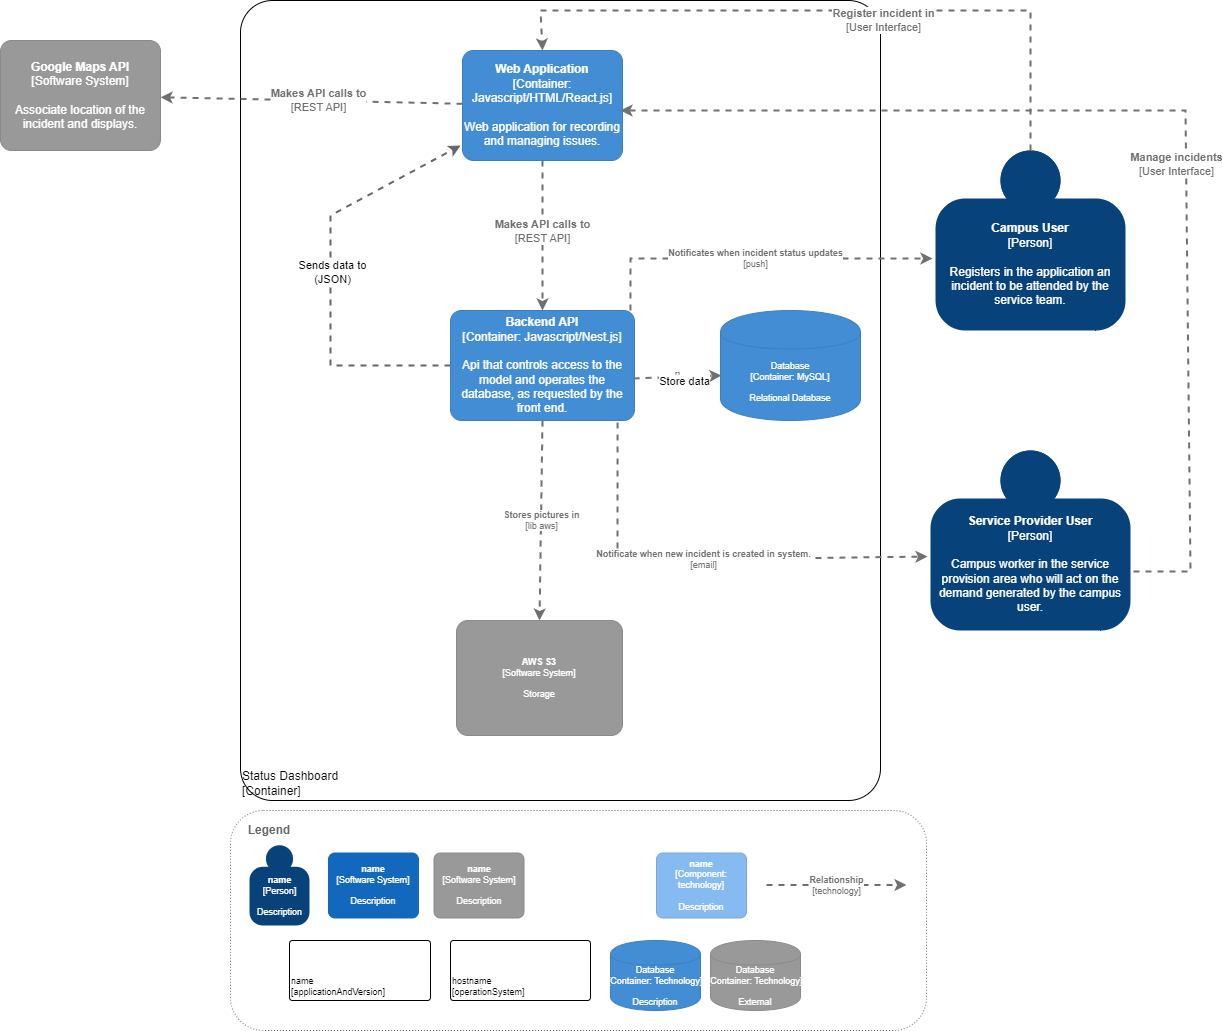 Register incident in
[User Interface]
Google Maps API
[Software System]
Associate location of the
incident and displays.
Makes API calls to
[REST API]
Web Application
[Container:
Javascript/HTML/React.js]
Web application for recording
and managing issues.
Manage incidents
[User Interface]
Makes API calls to
[REST API]
Campus User
[Person]
Registers in the application an
incident to be attended by the
service team.
Notificates when incident status updates
[push]
Sends data to
(JSON)
Backend API
[Container: Javascript/Nest.js]
Api that controls access to the
model and operates the
database, as requested by the
front end.
Store data
Database
[Container: MySQL]
Relational Database
Stores pictures in
[lib aws]
Notificate when new incident is created in system.
[email]
Service Provider User
[Person]
Campus worker in the service
provision area who will act on the
demand generated by the campus
user.
AWS S3
[Software System]
Storage
Status Dashboard
[Container]
Legend
name
[Person]
Description
name
[Software System]
Description
name
[Software System]
Description
name
[Component:
technology]
Description
Relationship
[technology]
name
[applicationAndVersion]
hostname
[operationSystem]
Database
[Container: Technology]
Description
Database
[Container: Technology]
External